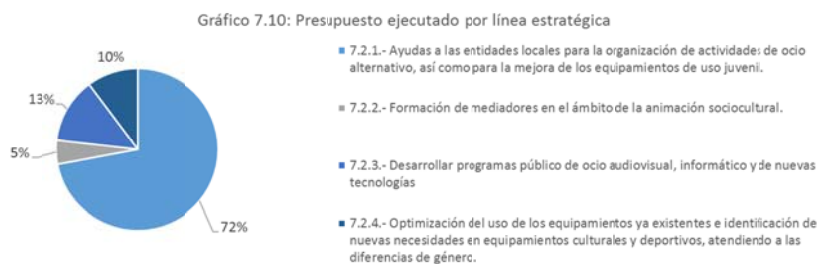 Gráfico 7.10: Presupuesto ejecutado por línea estratégica
10%
13%
5%
72%
7.2.1.- Ayudas a las entidades locales para la organización de actividades de ocio
alternativo, así como para la mejora de los equipamientos de uso juveni.
7.2.2.- Formación de mediadores en el ámbito de la animación sociocultural.
7.2.3.- Desarrollar programas público de ocio audiovisual, informático y de nuevas
tecnologías
7.2.4.- Optimización del uso de los equipamientos ya existentes e identificación de
nuevas necesidades en equipamientos culturales y deportivos, atendiendo a las
diferencias de género.